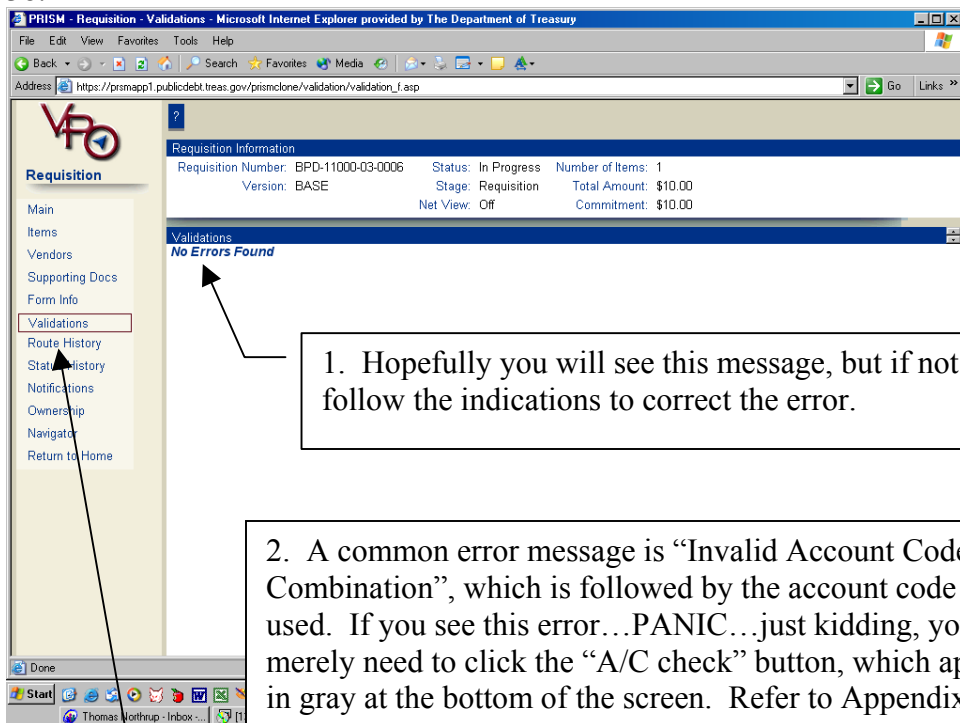 PRISM - Requisition - Validations - Microsoft Internet Explorer provided by The Department of Treasury
File Edit View Favorites Tools Help
Back Search Favorites Media
Address https://prsmapp1.publicdebt.treas.gov/prismclone/validation/validation_f.asp Go Links »
VPO
?
Requisition
Requisition Information
Requisition Number: BPD-11000-03-0006 Status: In Progress Number of Items: 1
Version: BASE Stage: Requisition Total Amount: $10.00
Net View: Off Commitment: $10.00
Validations
No Errors Found
Main
Items
Vendors
Supporting Docs
Form Info
Validations
Route History
Status History
Notifications
Ownership
Navigator
Return to Home
1. Hopefully you will see this message, but if not
follow the indications to correct the error.
2. A common error message is “Invalid Account Code
Combination”, which is followed by the account code
used. If you see this error…PANIC…just kidding, yo
merely need to click the “A/C check” button, which ap
in gray at the bottom of the screen. Refer to Appendix
Done
Start
Thomas Northrup - Inbox -...